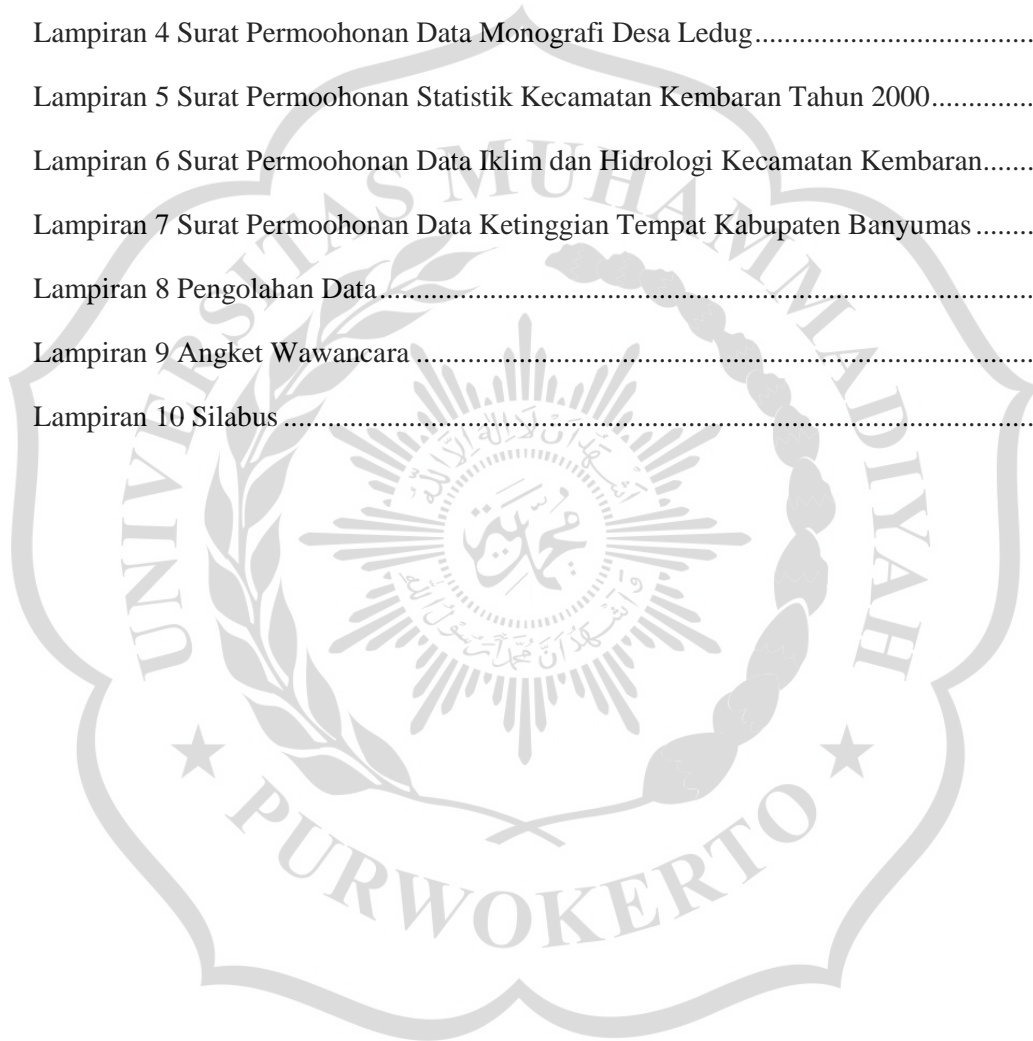 Lampiran 4 Surat Permoohonan Data Monografi Desa Ledug...................................
Lampiran 5 Surat Permoohonan Statistik Kecamatan Kembaran Tahun 2000..............
Lampiran 6 Surat Permoohonan Data Iklim dan Hidrologi Kecamatan Kembaran.......
Lampiran 7 Surat Permoohonan Data Ketinggian Tempat Kabupaten Banyumas ........
Lampiran 8 Pengolahan Data......................................................................................
Lampiran 9 Angket Wawancara .................................................................................
Lampiran 10 Silabus ...................................................................................................
UNIVERSITAS MUHAMMADIYAH
PURWOKERTO